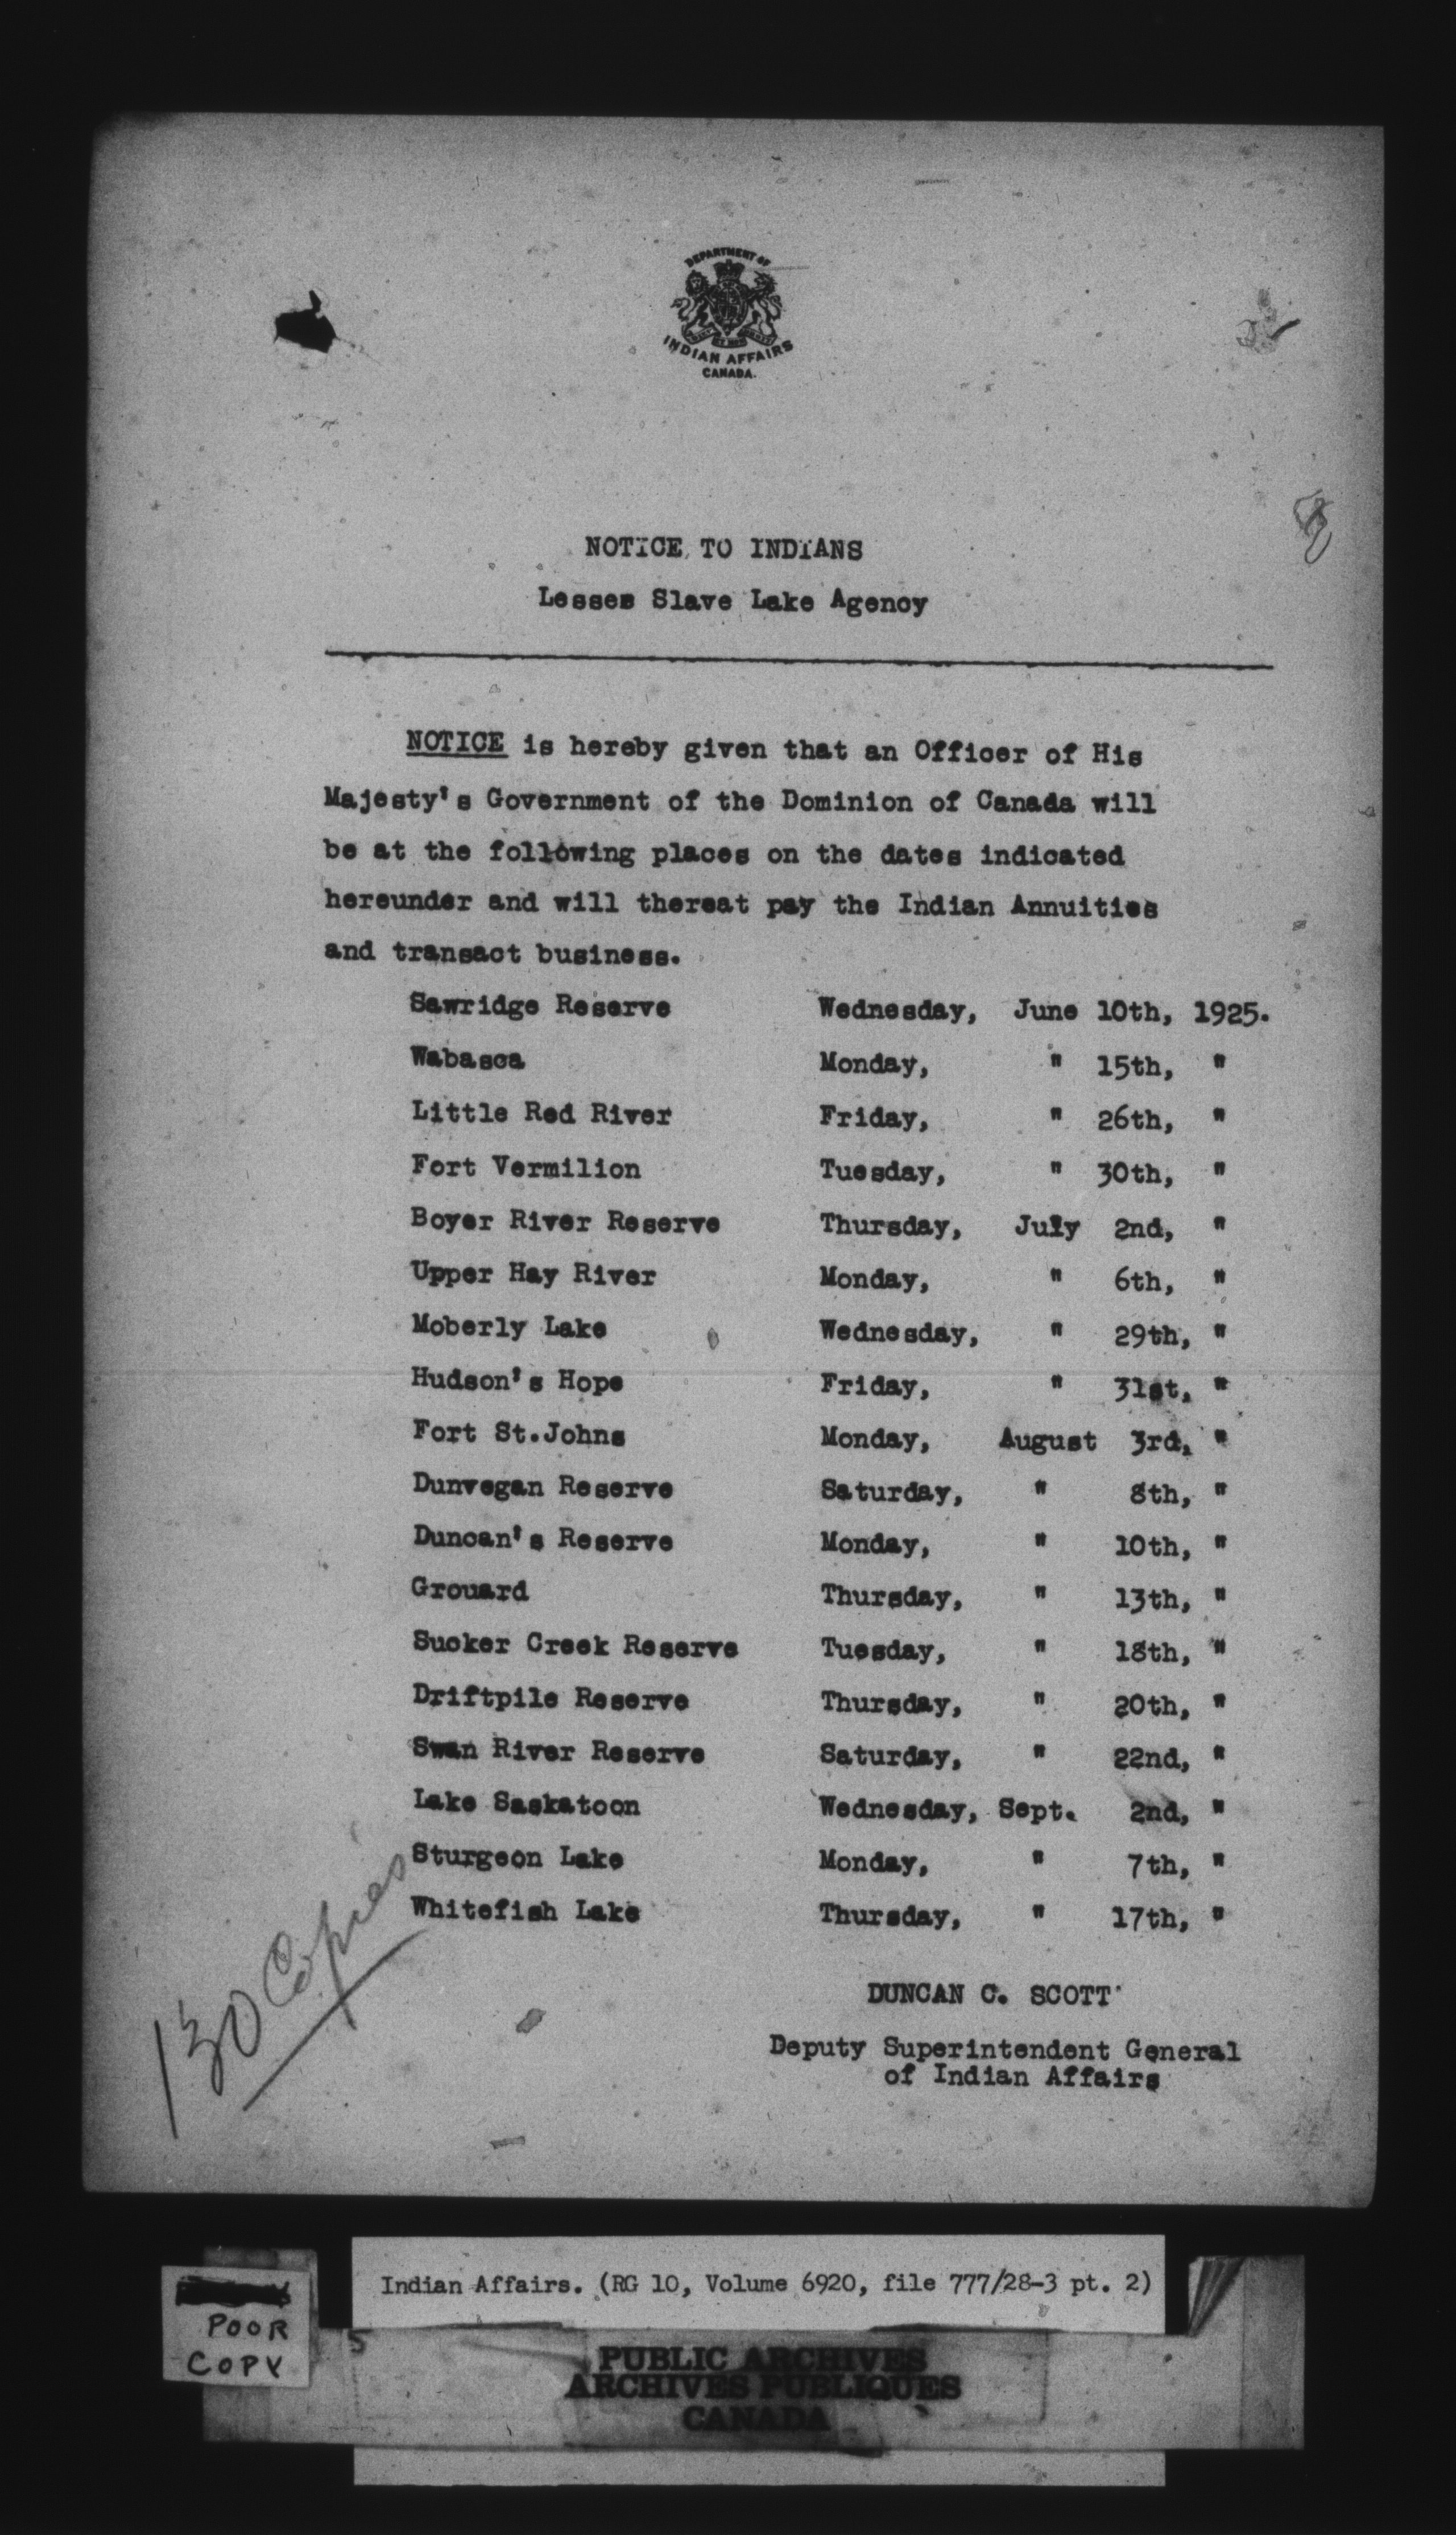 DEPARTMENT OF
INDIAN AFFAIRS
CANADA.
NOTICE TO INDIANS
Lesser Slave Lake Agency
NOTICE is hereby given that an Officer of His
Majesty's Government of the Dominion of Canada will
be at the following places on the dates indicated
hereunder and will thereat pay the Indian Annuities
and transact business.
Sawridge Reserve Wednesday, June 10th, 1925.
Wabasca Monday, " 15th, "
Little Red River Friday, " 26th, "
Fort Vermilion Tuesday, " 30th, "
Boyer River Reserve Thursday, July 2nd, "
Upper Hay River Monday, " 6th, "
Moberly Lake Wednesday, " 29th, "
Hudson's Hope Friday, " 31st, "
Fort St.Johns Monday, August 3rd, "
Dunvegan Reserve Saturday, " 8th, "
Duncan's Reserve Monday, " 10th, "
Grouard Thursday, " 13th, "
Sucker Creek Reserve Tuesday, " 18th, "
Driftpile Reserve Thursday, " 20th, "
Swan River Reserve Saturday, " 22nd, "
Lake Saskatoon Wednesday, Sept. 2nd, "
Sturgeon Lake Monday, " 7th, "
Whitefish Lake Thursday, " 17th, "
130 Copies
DUNCAN C. SCOTT
Deputy Superintendent General
of Indian Affairs
Indian Affairs. (RG 10, Volume 6920, file 777/28-3 pt. 2)
POOR
COPY
5
PUBLIC ARCHIVES
ARCHIVES PUBLIQUES
CANADA